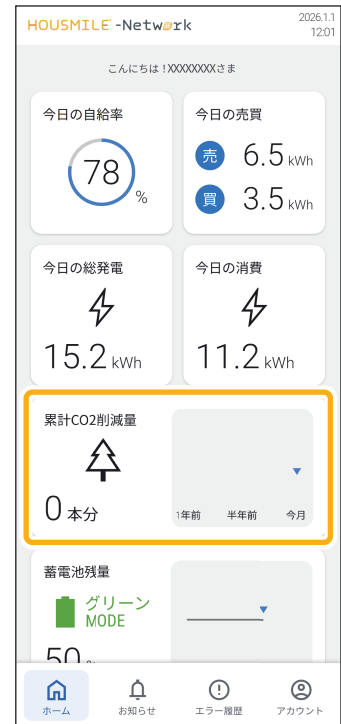 HOUSMILE -Network
2026.1.1
12:01
こんにちは！XXXXXXXXさま
今日の自給率
78
%
今日の売買
売 6.5 kWh
買 3.5 kWh
今日の総発電
15.2 kWh
今日の消費
11.2 kWh
累計CO2削減量
0 本分
1年前 半年前 今月
蓄電池残量
グリーン
MODE
50 %
ホーム お知らせ エラー履歴 アカウント